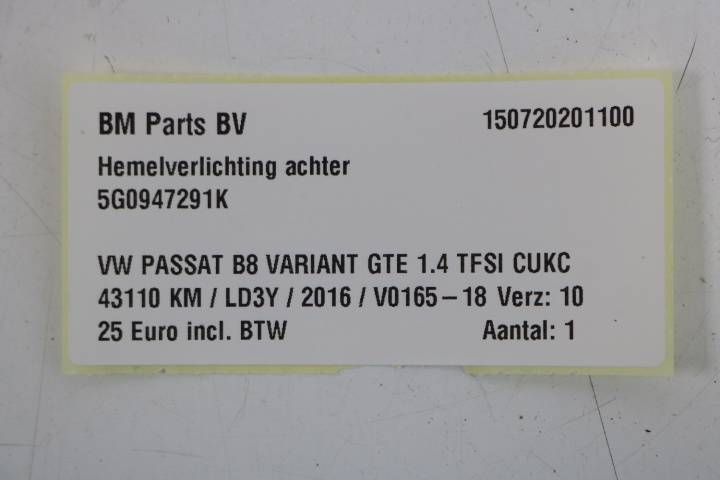 BM Parts BV 150720201100
Hemelverlichting achter
5G0947291K
VW PASSAT B8 VARIANT GTE 1.4 TFSI CUKC
43110 KM / LD3Y / 2016 / V0165-18 Verz: 10
25 Euro incl. BTW Aantal: 1